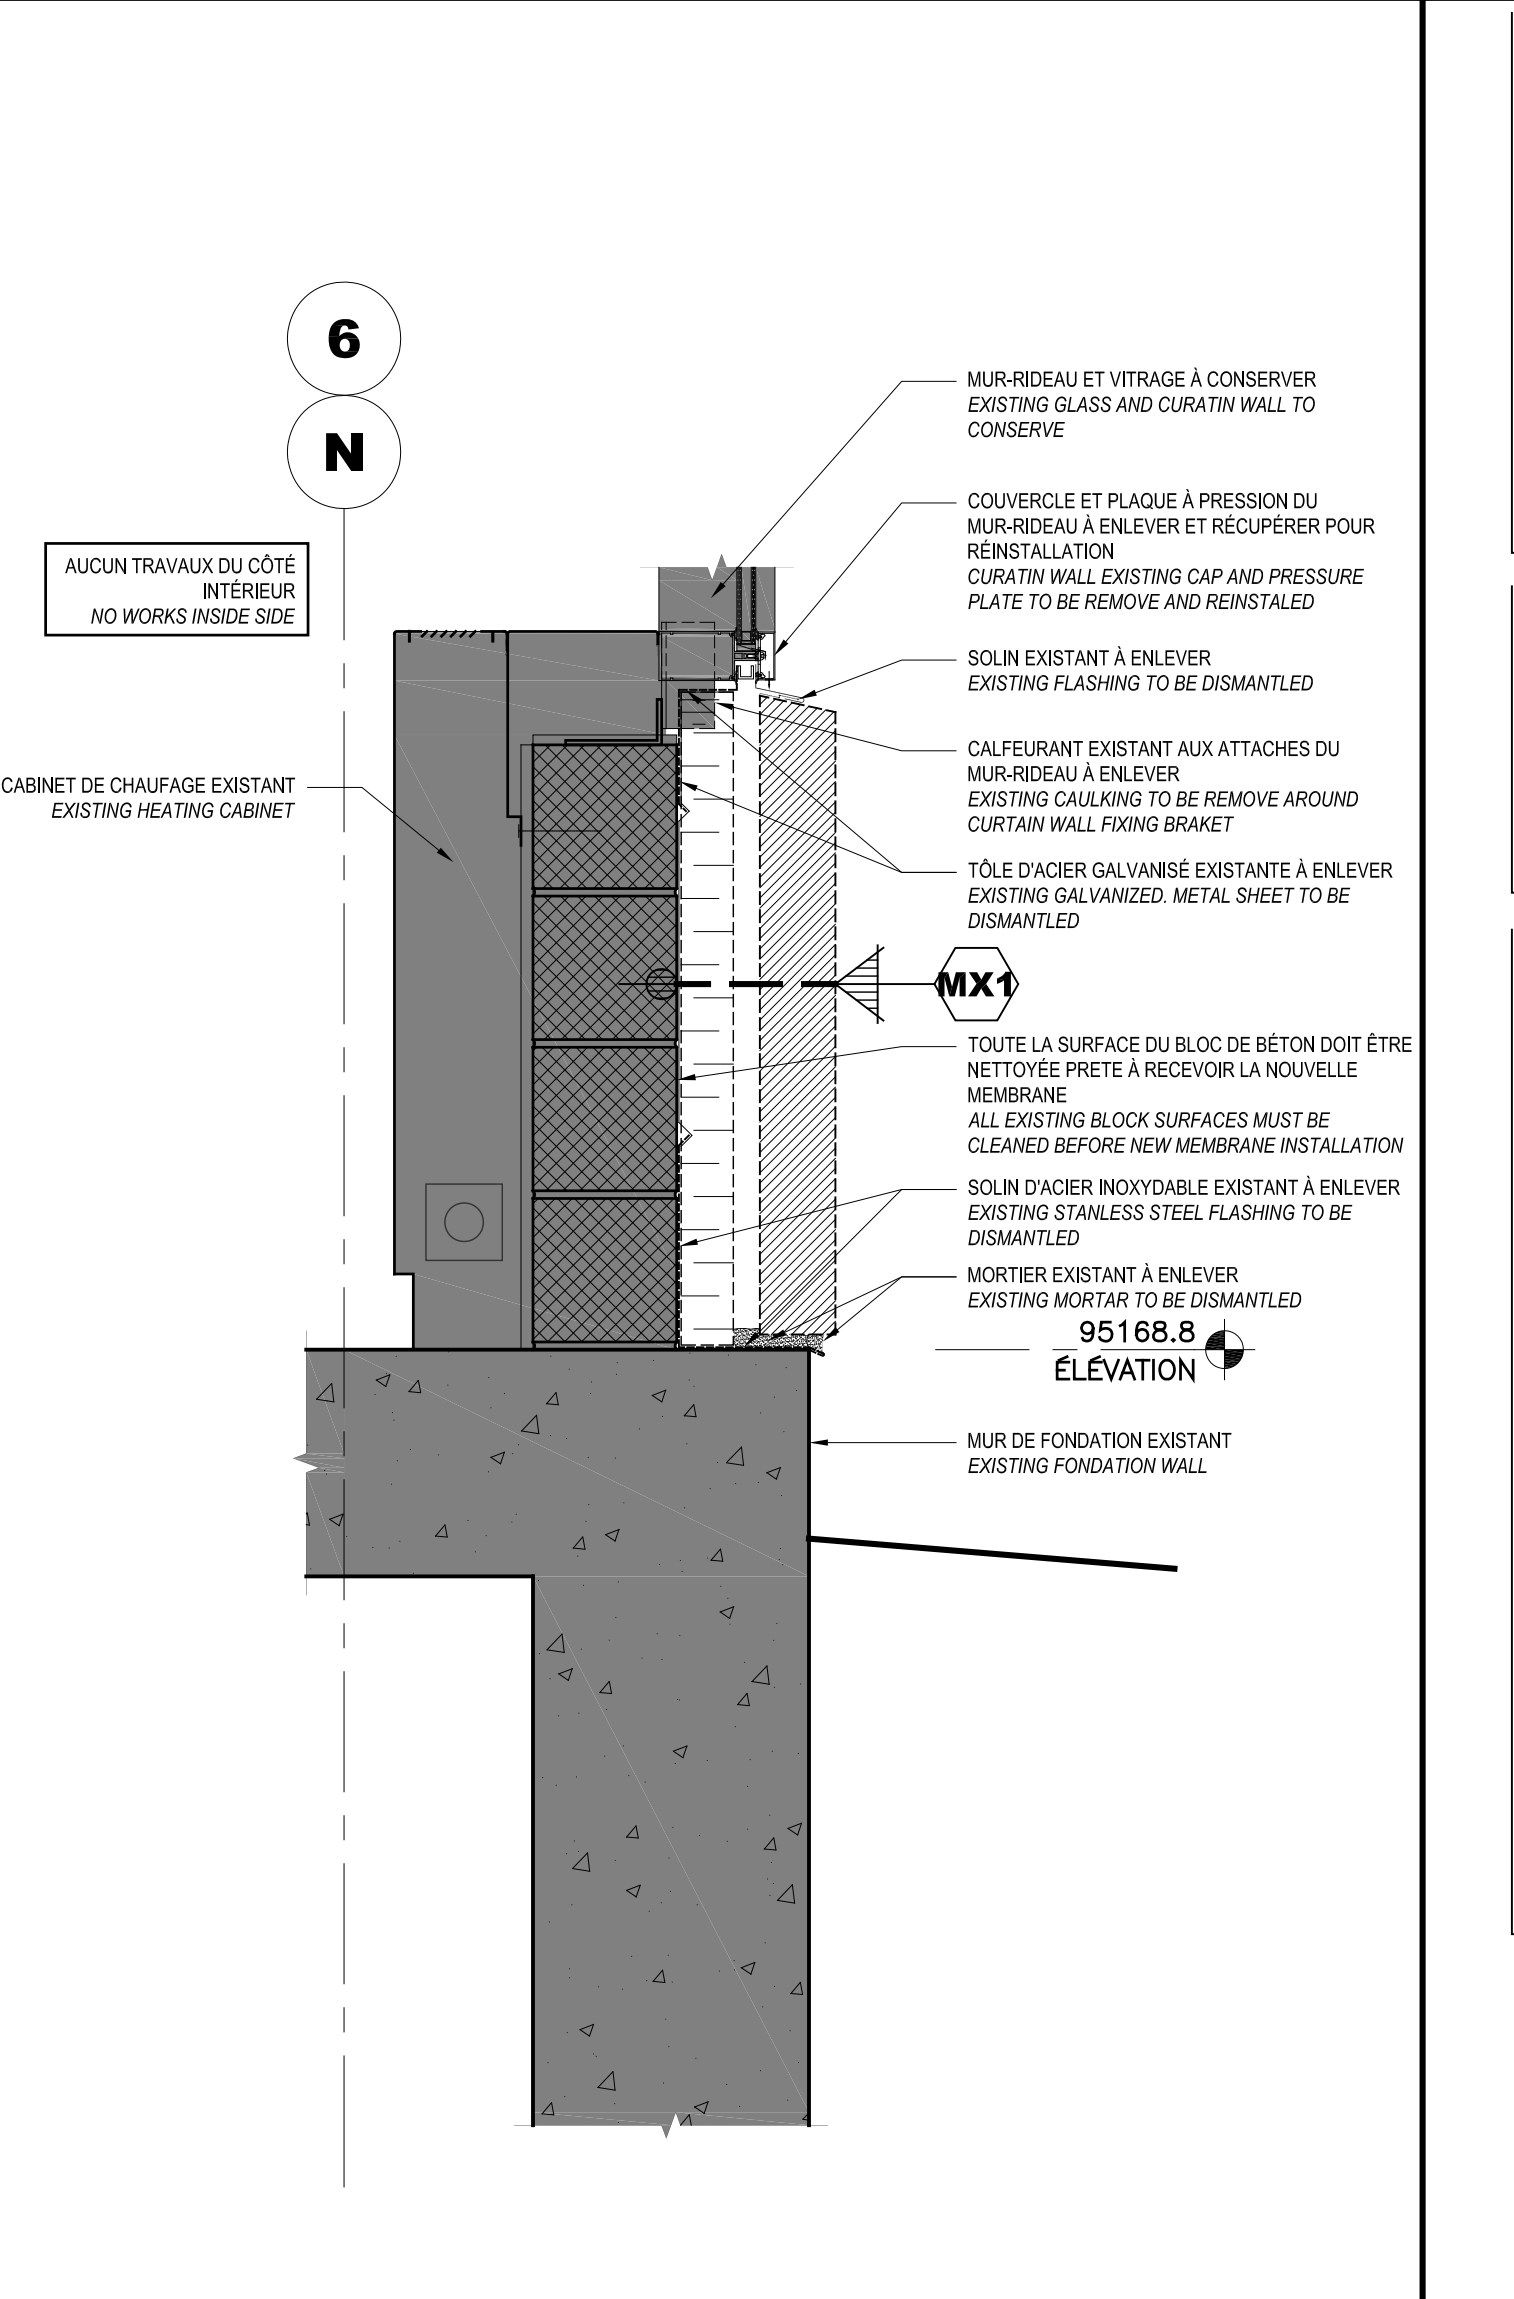 6
N
AUCUN TRAVAUX DU CÔTÉ
INTÉRIEUR
NO WORKS INSIDE SIDE
CABINET DE CHAUFAGE EXISTANT
EXISTING HEATING CABINET
MUR-RIDEAU ET VITRAGE À CONSERVER
EXISTING GLASS AND CURATIN WALL TO
CONSERVE
COUVERCLE ET PLAQUE À PRESSION DU
MUR-RIDEAU À ENLEVER ET RÉCUPÉRER POUR
RÉINSTALLATION
CURATIN WALL EXISTING CAP AND PRESSURE
PLATE TO BE REMOVE AND REINSTALED
SOLIN EXISTANT À ENLEVER
EXISTING FLASHING TO BE DISMANTLED
CALFEURANT EXISTANT AUX ATTACHES DU
MUR-RIDEAU À ENLEVER
EXISTING CAULKING TO BE REMOVE AROUND
CURTAIN WALL FIXING BRAKET
TÔLE D'ACIER GALVANISÉ EXISTANTE À ENLEVER
EXISTING GALVANIZED. METAL SHEET TO BE
DISMANTLED
MX1
TOUTE LA SURFACE DU BLOC DE BÉTON DOIT ÊTRE
NETTOYÉE PRETE À RECEVOIR LA NOUVELLE
MEMBRANE
ALL EXISTING BLOCK SURFACES MUST BE
CLEANED BEFORE NEW MEMBRANE INSTALLATION
SOLIN D'ACIER INOXYDABLE EXISTANT À ENLEVER
EXISTING STANLESS STEEL FLASHING TO BE
DISMANTLED
MORTIER EXISTANT À ENLEVER
EXISTING MORTAR TO BE DISMANTLED
95168.8
ÉLÉVATION
MUR DE FONDATION EXISTANT
EXISTING FONDATION WALL